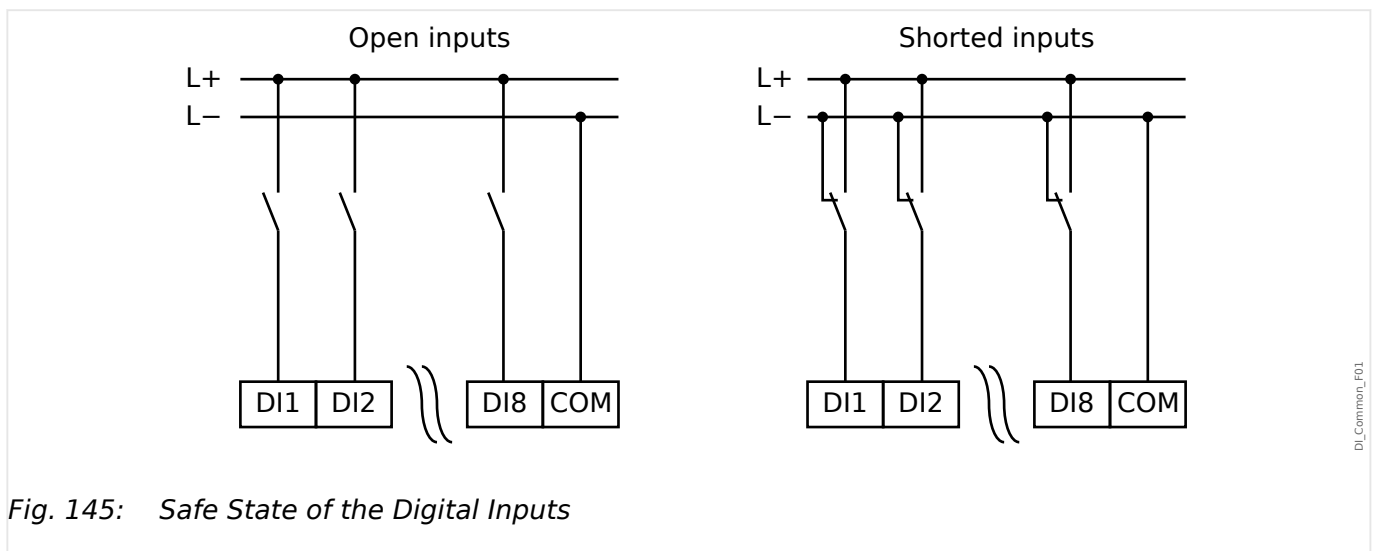 Open inputs
Shorted inputs
L+
L−
L+
L−
DI1 DI2 DI8 COM
DI1 DI2 DI8 COM
DI_Common_F01
Fig. 145: Safe State of the Digital Inputs